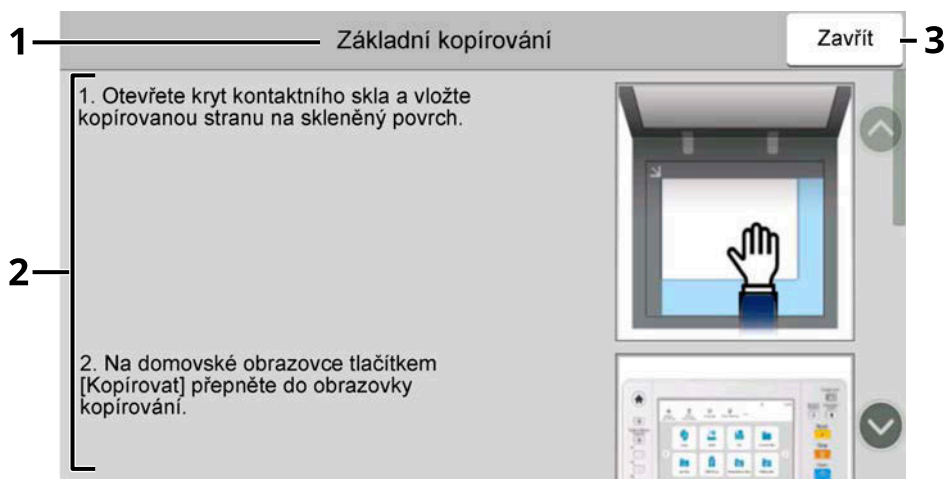 1
Základní kopírování
Zavřít
3
2
1. Otevřete kryt kontaktního skla a vložte
kopírovanou stranu na skleněný povrch.
2. Na domovské obrazovce tlačítkem
[Kopírovat] přepněte do obrazovky
kopírování.